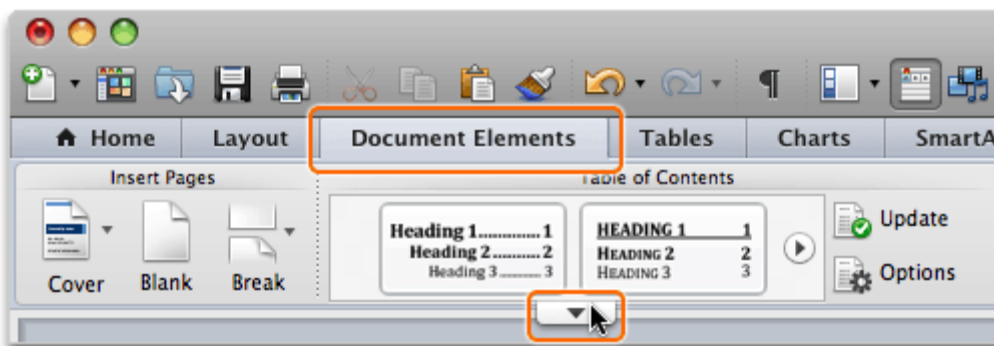 Home Layout Document Elements Tables Charts SmartA
Insert Pages Table of Contents
Heading 1..............1 HEADING 1 1
Heading 2...........2 HEADING 2 2
Heading 3..........3 HEADING 3 3
Update
Options
Cover Blank Break